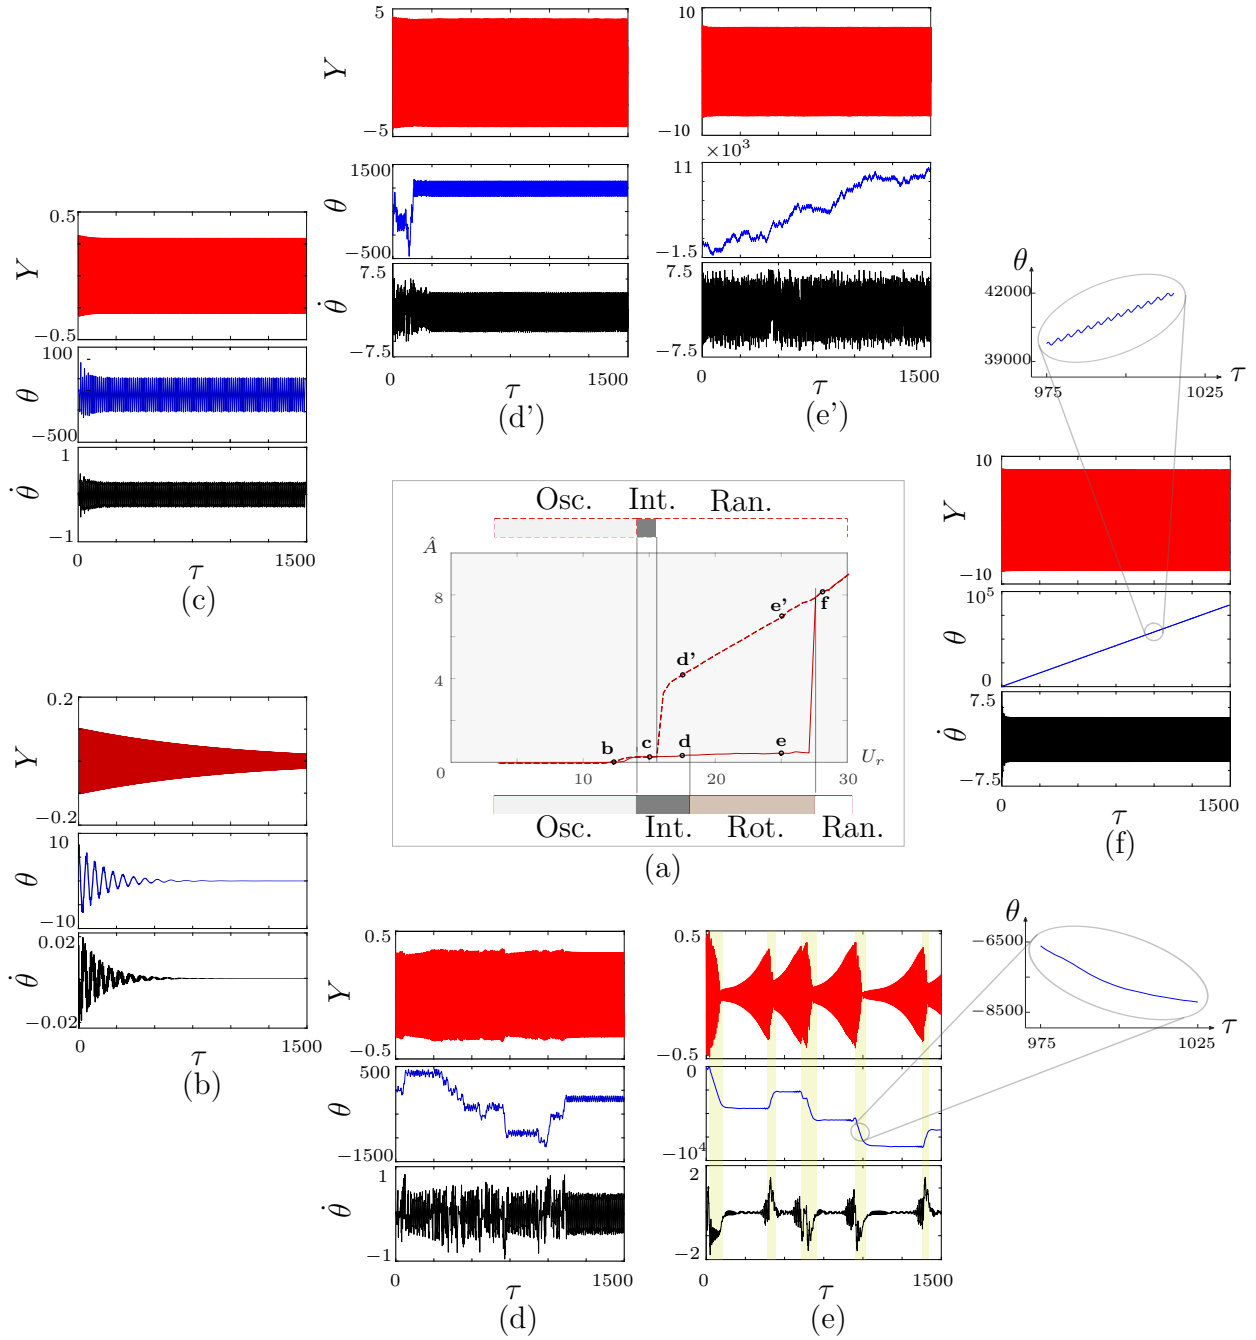 5
Y
−5
1500
θ
−500
7.5
θ̇
−7.5
0 1500
τ
(d')
10
−10
×10³
11
−1.5
7.5
−7.5
0 1500
τ
(e')
0.5
Y
−0.5
100
θ
−500
1
θ̇
−1
0 1500
τ
(c)
θ
42000
39000
975 1025
τ
Osc. Int. Ran.
Â
8
4
0
0 10 20 30
U_r
b c d e
d' e' f
Osc. Int. Rot. Ran.
(a)
10
Y
−10
10⁵
θ
0
7.5
θ̇
−7.5
0 1500
τ
(f)
0.2
Y
−0.2
10
θ
−10
0.02
θ̇
−0.02
0 1500
τ
(b)
0.5
Y
−0.5
500
θ
−1500
1
θ̇
−1
0 1500
τ
(d)
0.5
−0.5
0
−10⁴
2
−2
0 1500
τ
(e)
θ
−6500
−8500
975 1025
τ